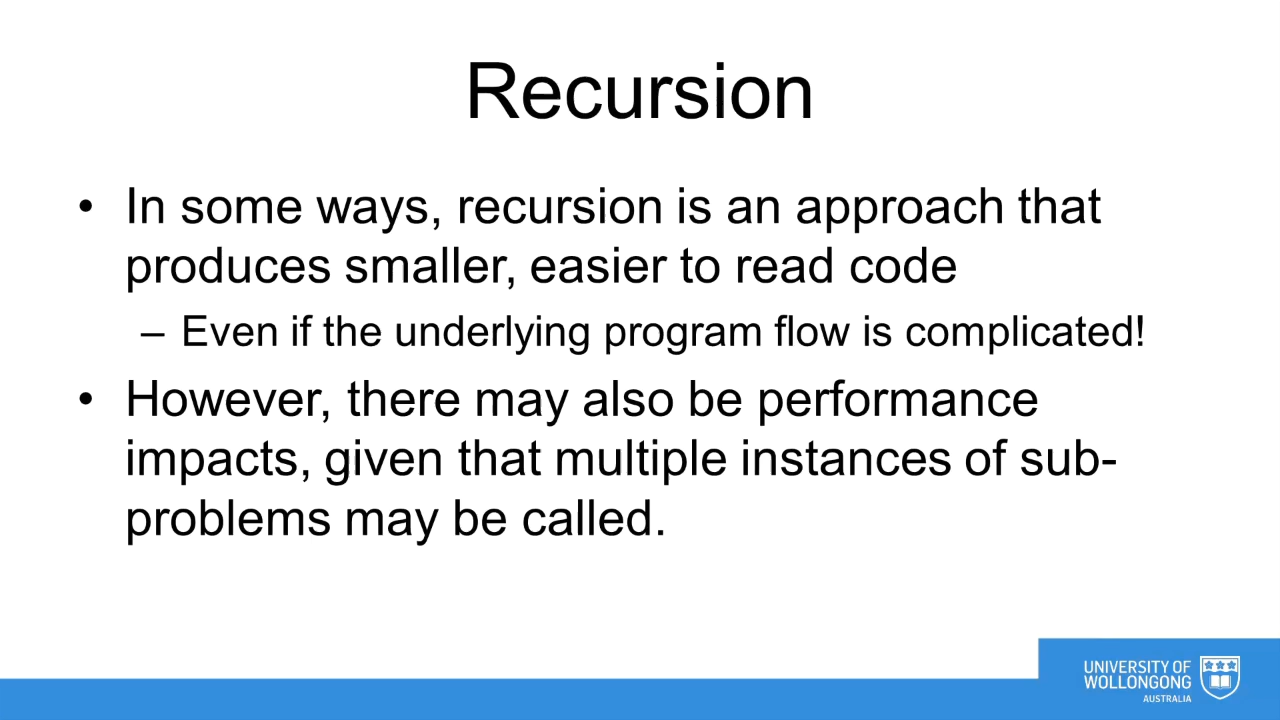 Recursion
• In some ways, recursion is an approach that
produces smaller, easier to read code
– Even if the underlying program flow is complicated!
• However, there may also be performance
impacts, given that multiple instances of sub-
problems may be called.
UNIVERSITY OF
WOLLONGONG
AUSTRALIA